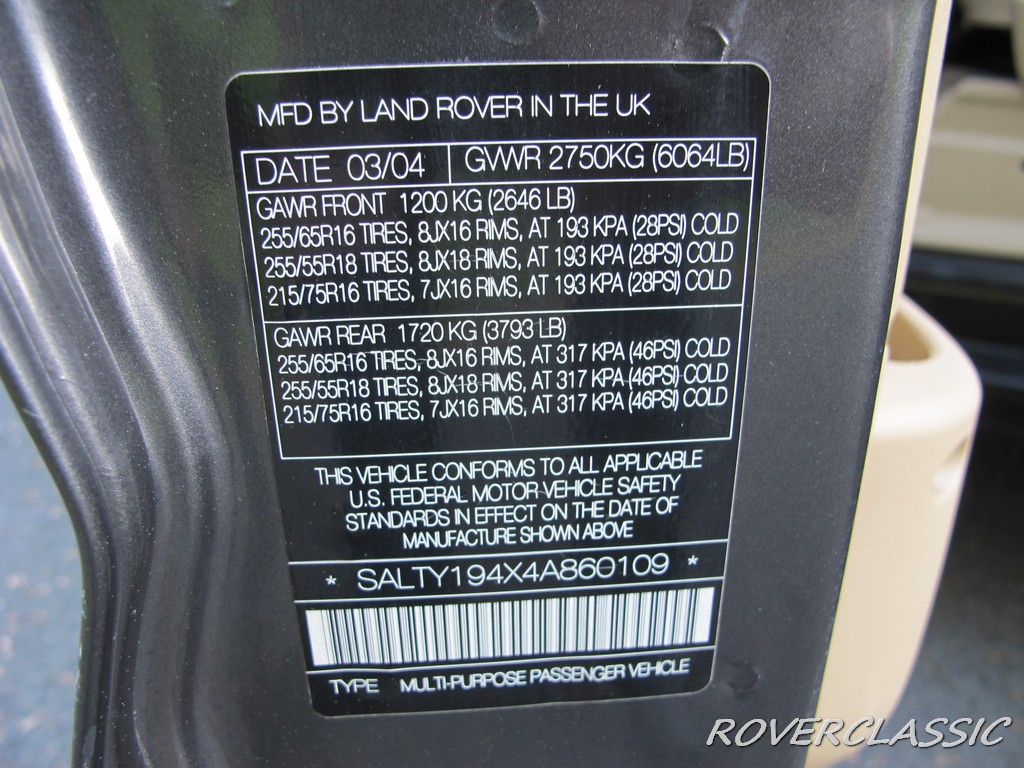 MFD BY LAND ROVER IN THE UK
DATE 03/04 GVWR 2750KG (6064LB)
GAWR FRONT 1200 KG (2646 LB)
255/65R16 TIRES, 8JX16 RIMS, AT 193 KPA (28PSI) COLD
255/55R18 TIRES, 8JX18 RIMS, AT 193 KPA (28PSI) COLD
215/75R16 TIRES, 7JX16 RIMS, AT 193 KPA (28PSI) COLD
GAWR REAR 1720 KG (3793 LB)
255/65R16 TIRES, 8JX16 RIMS, AT 317 KPA (46PSI) COLD
255/55R18 TIRES, 8JX18 RIMS, AT 317 KPA (46PSI) COLD
215/75R16 TIRES, 7JX16 RIMS, AT 317 KPA (46PSI) COLD
THIS VEHICLE CONFORMS TO ALL APPLICABLE
U.S. FEDERAL MOTOR VEHICLE SAFETY
STANDARDS IN EFFECT ON THE DATE OF
MANUFACTURE SHOWN ABOVE
* SALTY194X4A860109 *
TYPE MULTI-PURPOSE PASSENGER VEHICLE
ROVERCLASSIC